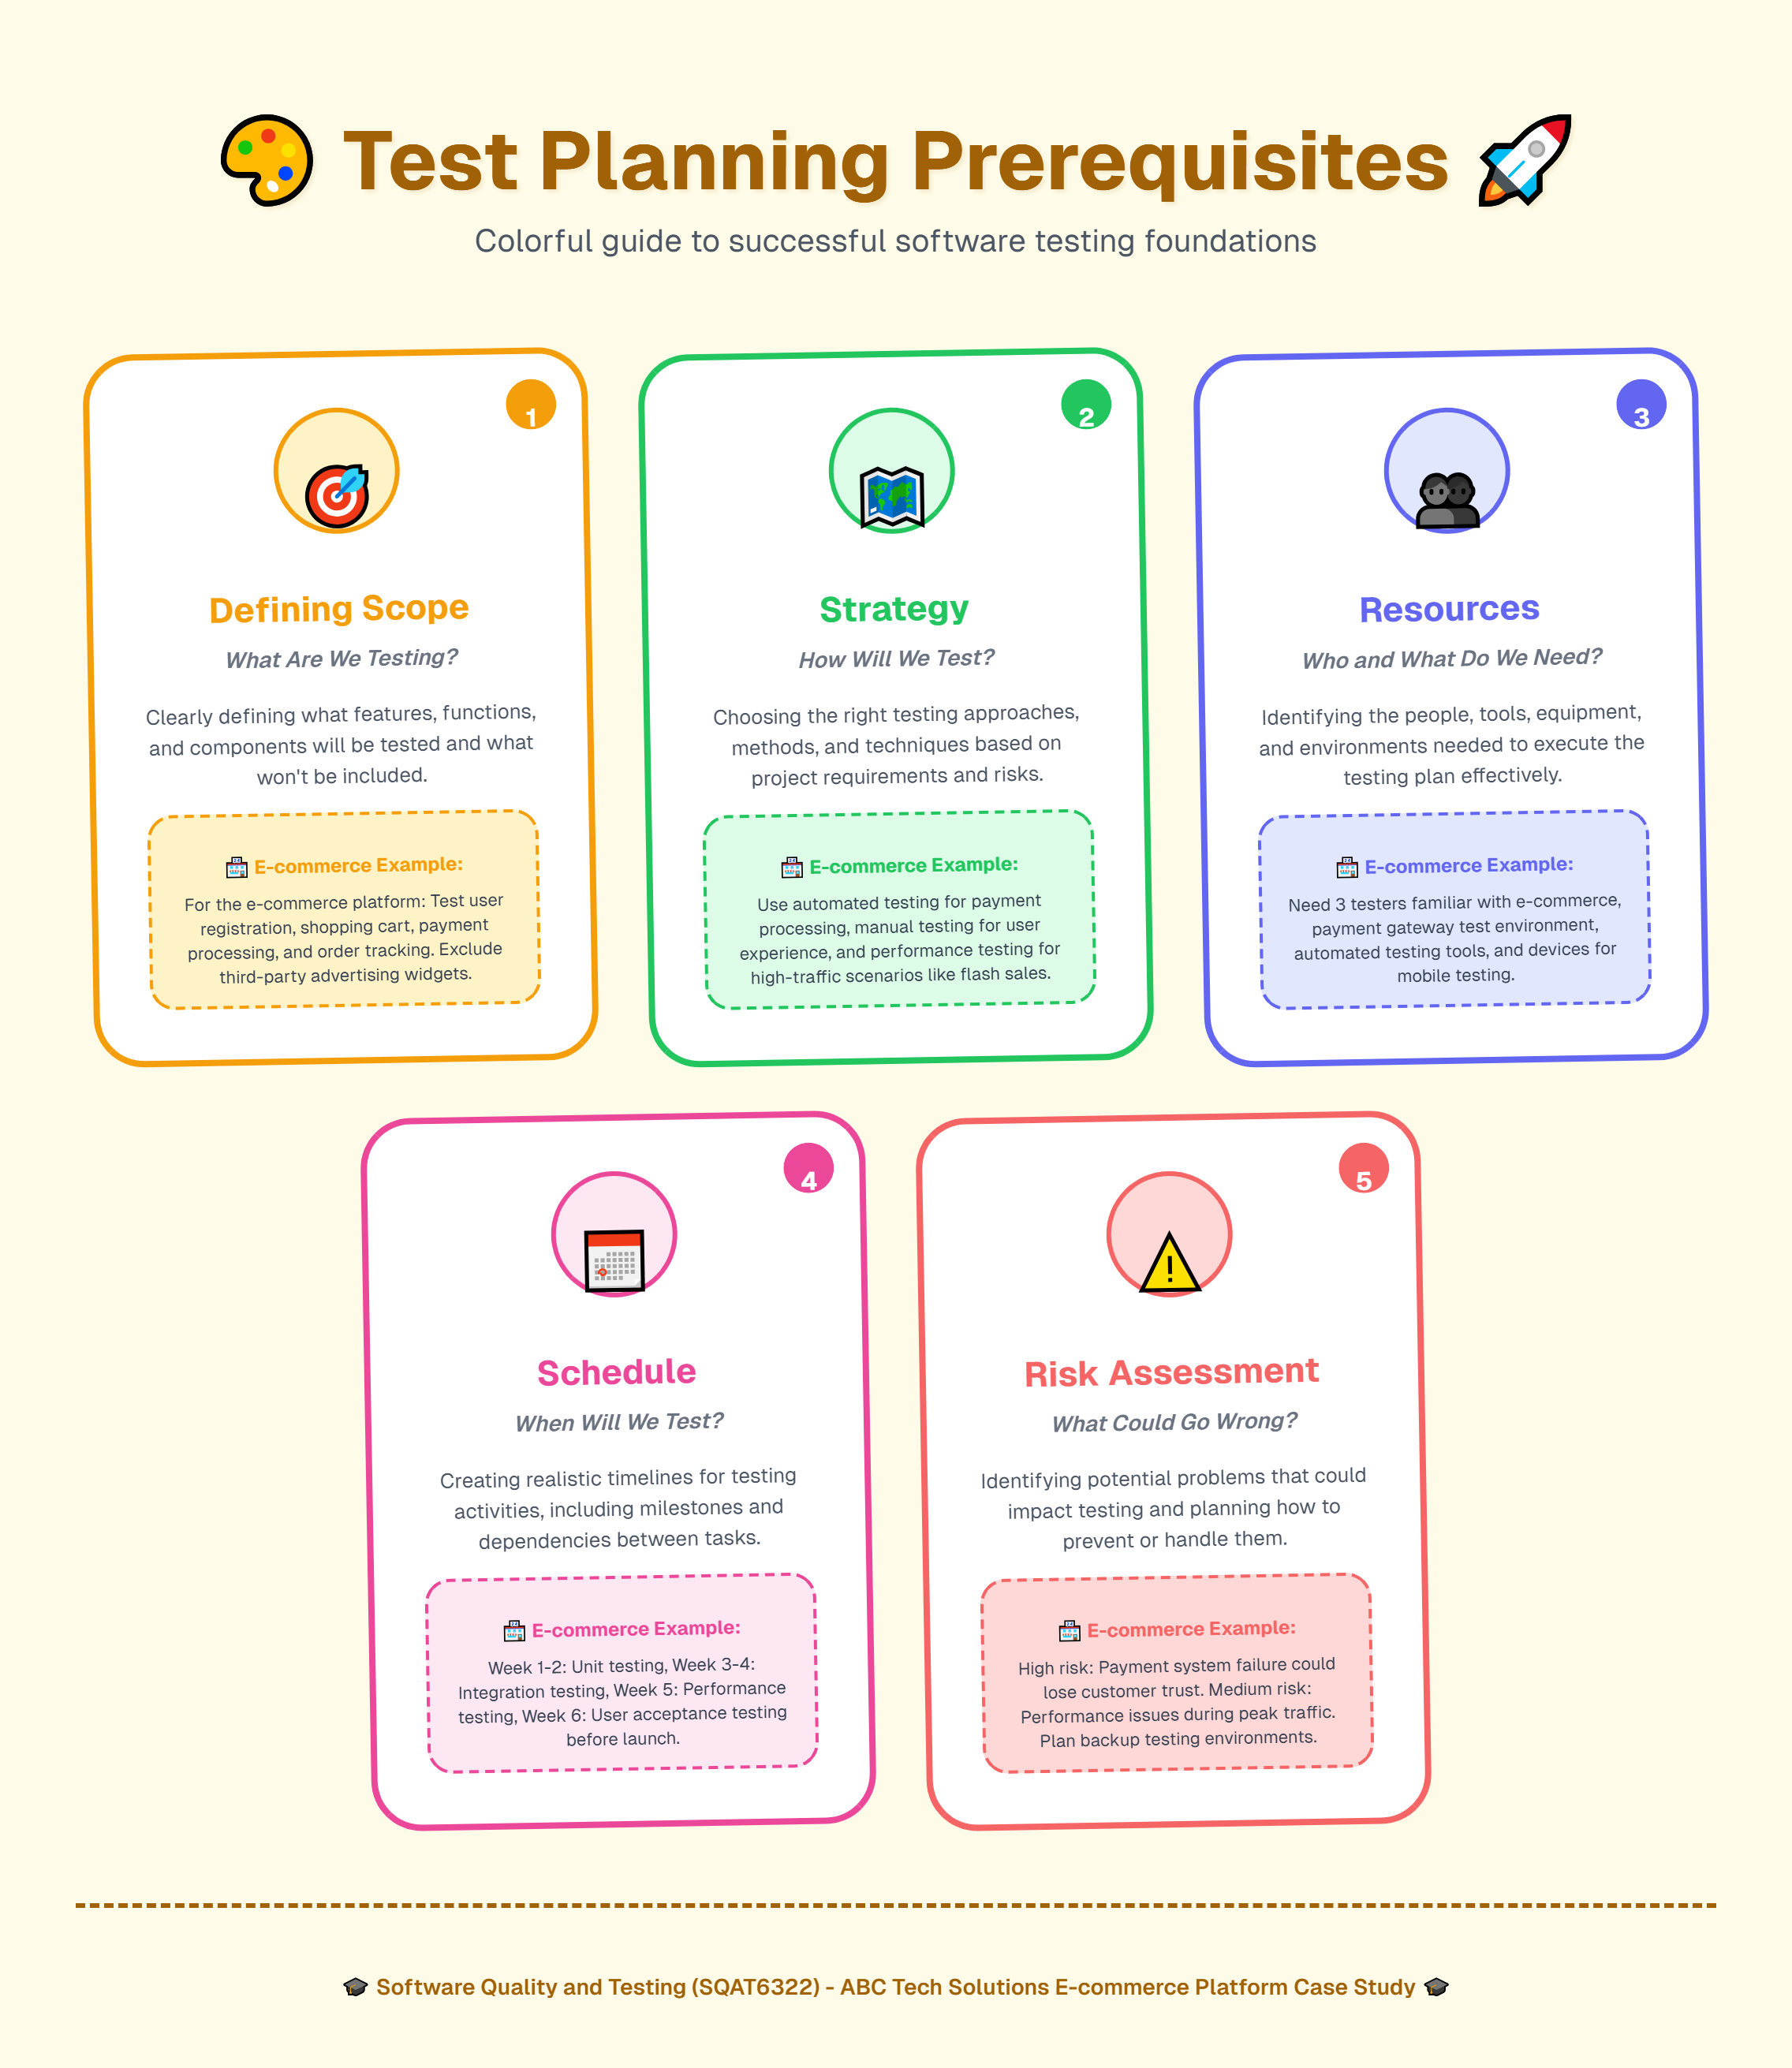 Test Planning Prerequisites
Colorful guide to successful software testing foundations
1
Defining Scope
What Are We Testing?
Clearly defining what features, functions,
and components will be tested and what
won't be included.
E-commerce Example:
For the e-commerce platform: Test user
registration, shopping cart, payment
processing, and order tracking. Exclude
third-party advertising widgets.
2
Strategy
How Will We Test?
Choosing the right testing approaches,
methods, and techniques based on
project requirements and risks.
E-commerce Example:
Use automated testing for payment
processing, manual testing for user
experience, and performance testing for
high-traffic scenarios like flash sales.
3
Resources
Who and What Do We Need?
Identifying the people, tools, equipment,
and environments needed to execute the
testing plan effectively.
E-commerce Example:
Need 3 testers familiar with e-commerce,
payment gateway test environment,
automated testing tools, and devices for
mobile testing.
4
Schedule
When Will We Test?
Creating realistic timelines for testing
activities, including milestones and
dependencies between tasks.
E-commerce Example:
Week 1-2: Unit testing, Week 3-4:
Integration testing, Week 5: Performance
testing, Week 6: User acceptance testing
before launch.
5
Risk Assessment
What Could Go Wrong?
Identifying potential problems that could
impact testing and planning how to
prevent or handle them.
E-commerce Example:
High risk: Payment system failure could
lose customer trust. Medium risk:
Performance issues during peak traffic.
Plan backup testing environments.
Software Quality and Testing (SQAT6322) - ABC Tech Solutions E-commerce Platform Case Study